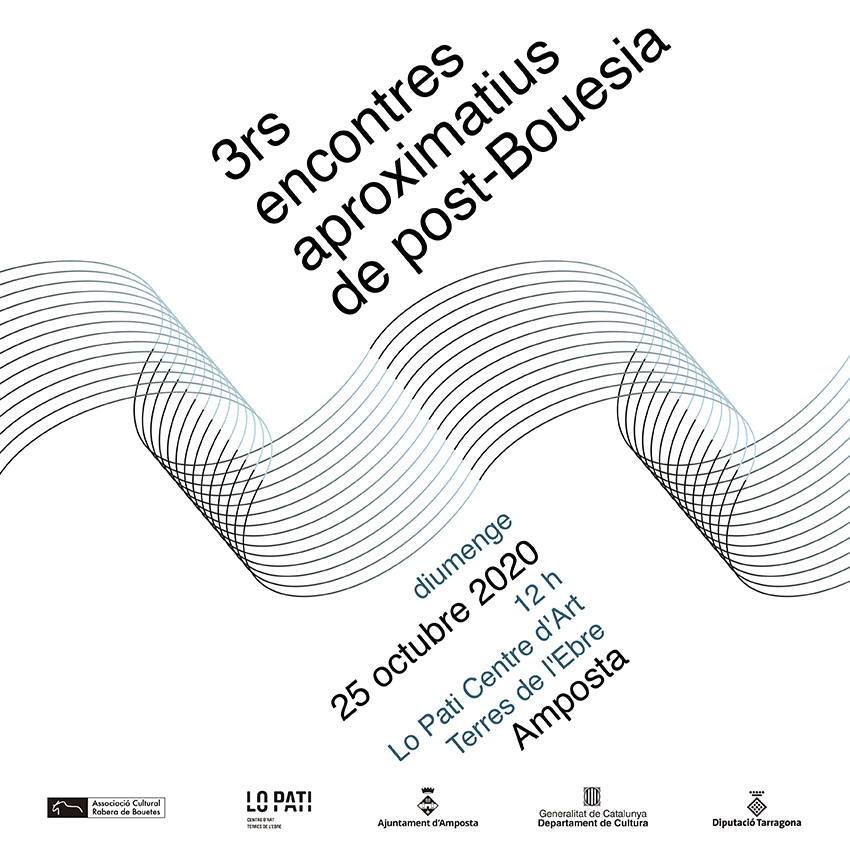 3rs
encontres
aproximatius
de post-Bouesia
diumenge
25 octubre 2020
12 h
Lo Pati Centre d'Art
Terres de l'Ebre
Amposta
Associació Cultural
Rabera de Bouetes
LO PATI
CENTRE D'ART
TERRES DE L'EBRE
Ajuntament d'Amposta
Generalitat de Catalunya
Departament de Cultura
Diputació Tarragona